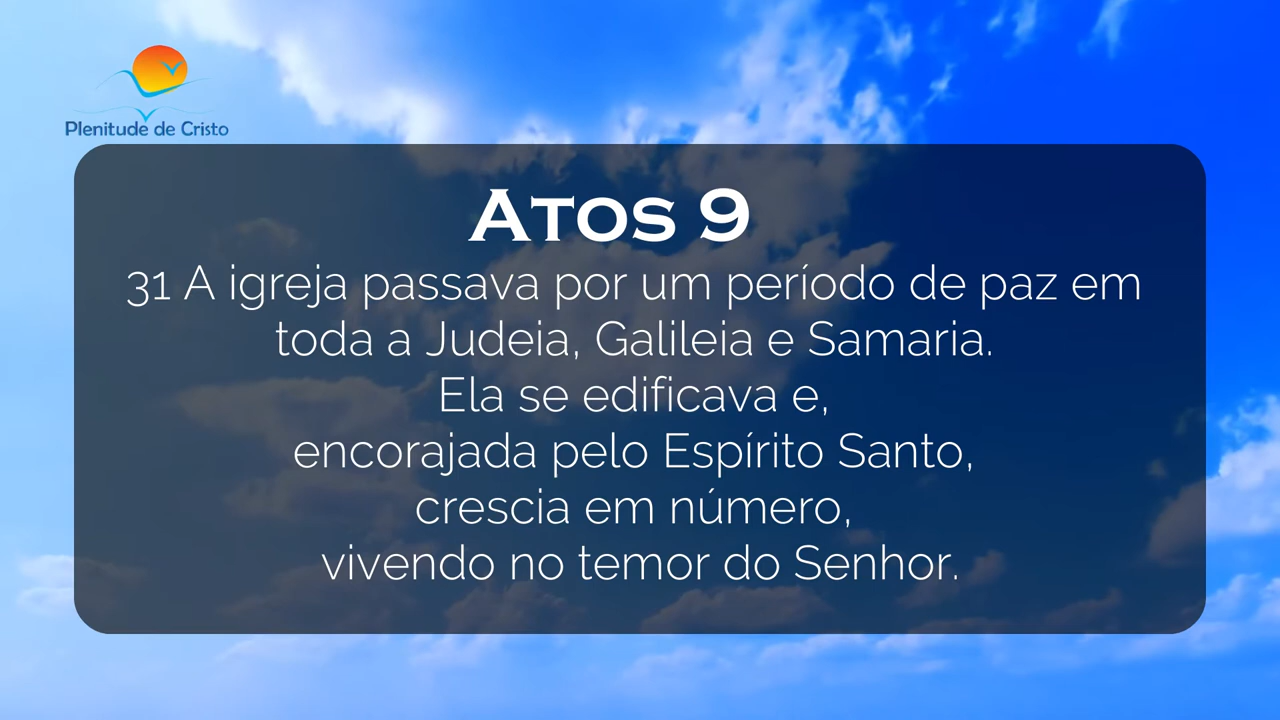 Plenitude de Cristo
Atos 9
31 A igreja passava por um período de paz em
toda a Judeia, Galileia e Samaria.
Ela se edificava e,
encorajada pelo Espírito Santo,
crescia em número,
vivendo no temor do Senhor.